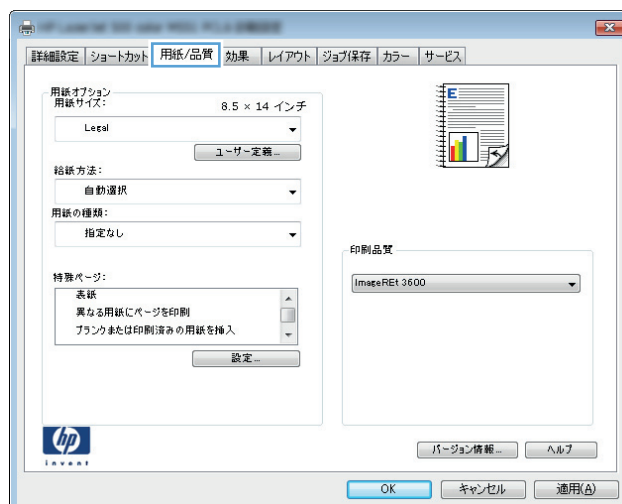 詳細設定 ショートカット 用紙/品質 効果 レイアウト ジョブ保存 カラー サービス
用紙オプション
用紙サイズ: 8.5 × 14 インチ
Legal
ユーザー定義...
給紙方法:
自動選択
用紙の種類:
指定なし
特殊ページ:
表紙
異なる用紙にページを印刷
ブランクまたは印刷済みの用紙を挿入
設定...
E
印刷品質
ImageREt 3600
hp
invent
バージョン情報... ヘルプ
OK キャンセル 適用(A)